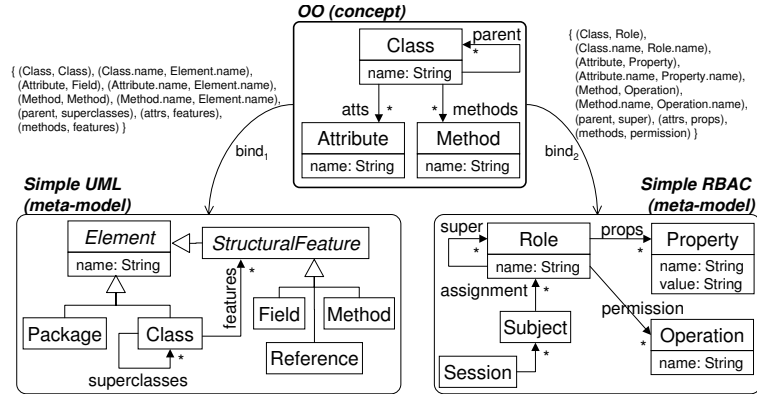 OO (concept)
Class
name: String
parent
*
atts
*
*
methods
Attribute
name: String
Method
name: String
{ (Class, Class), (Class.name, Element.name),
(Attribute, Field), (Attribute.name, Element.name),
(Method, Method), (Method.name, Element.name),
(parent, superclasses), (attrs, features),
(methods, features) }
bind1
{ (Class, Role),
(Class.name, Role.name),
(Attribute, Property),
(Attribute.name, Property.name),
(Method, Operation),
(Method.name, Operation.name),
(parent, super), (attrs, props),
(methods, permission) }
bind2
Simple UML
(meta-model)
Element
name: String
StructuralFeature
features
*
Package
Class
*
superclasses
Field
Method
Reference
Simple RBAC
(meta-model)
super
*
Role
name: String
props
*
Property
name: String
value: String
assignment
*
permission
*
Subject
*
Operation
name: String
Session